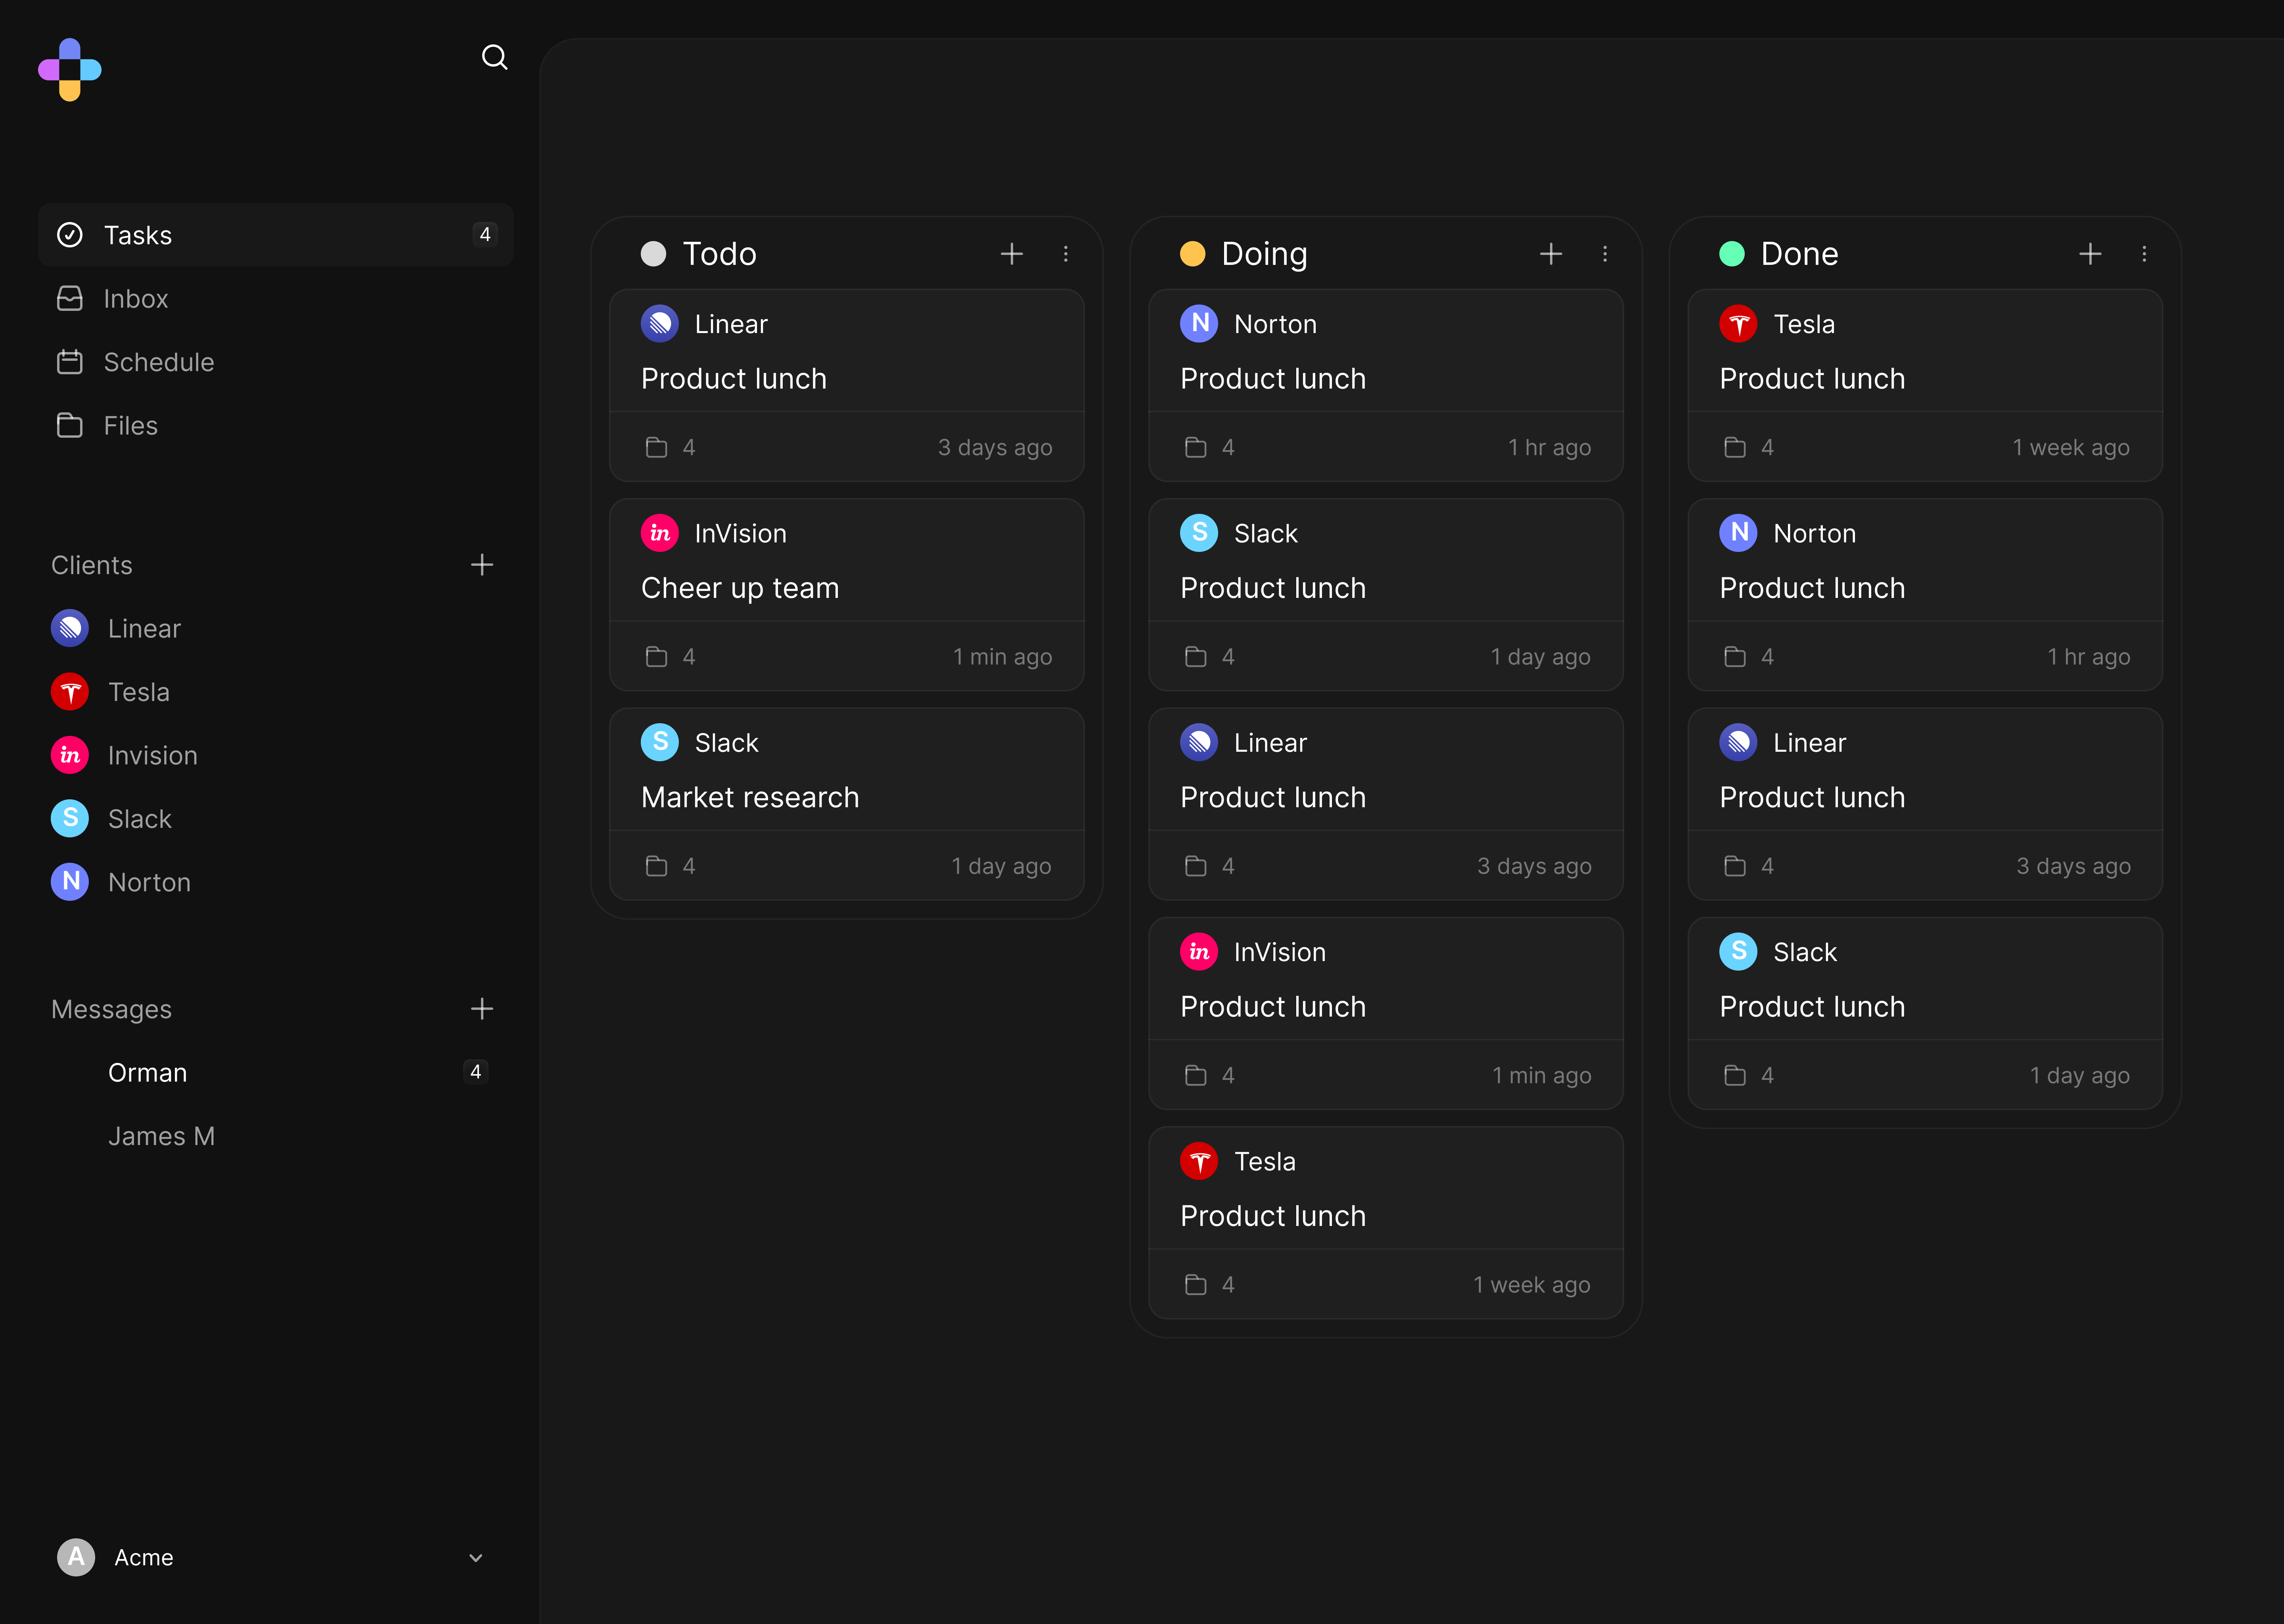 Tasks 4
Inbox
Schedule
Files
Clients
Linear
Tesla
in Invision
S Slack
N Norton
Messages
Orman 4
James M
A Acme
Todo
Linear
Product lunch
4 3 days ago
in InVision
Cheer up team
4 1 min ago
S Slack
Market research
4 1 day ago
Doing
N Norton
Product lunch
4 1 hr ago
S Slack
Product lunch
4 1 day ago
Linear
Product lunch
4 3 days ago
in InVision
Product lunch
4 1 min ago
Tesla
Product lunch
4 1 week ago
Done
Tesla
Product lunch
4 1 week ago
N Norton
Product lunch
4 1 hr ago
Linear
Product lunch
4 3 days ago
S Slack
Product lunch
4 1 day ago